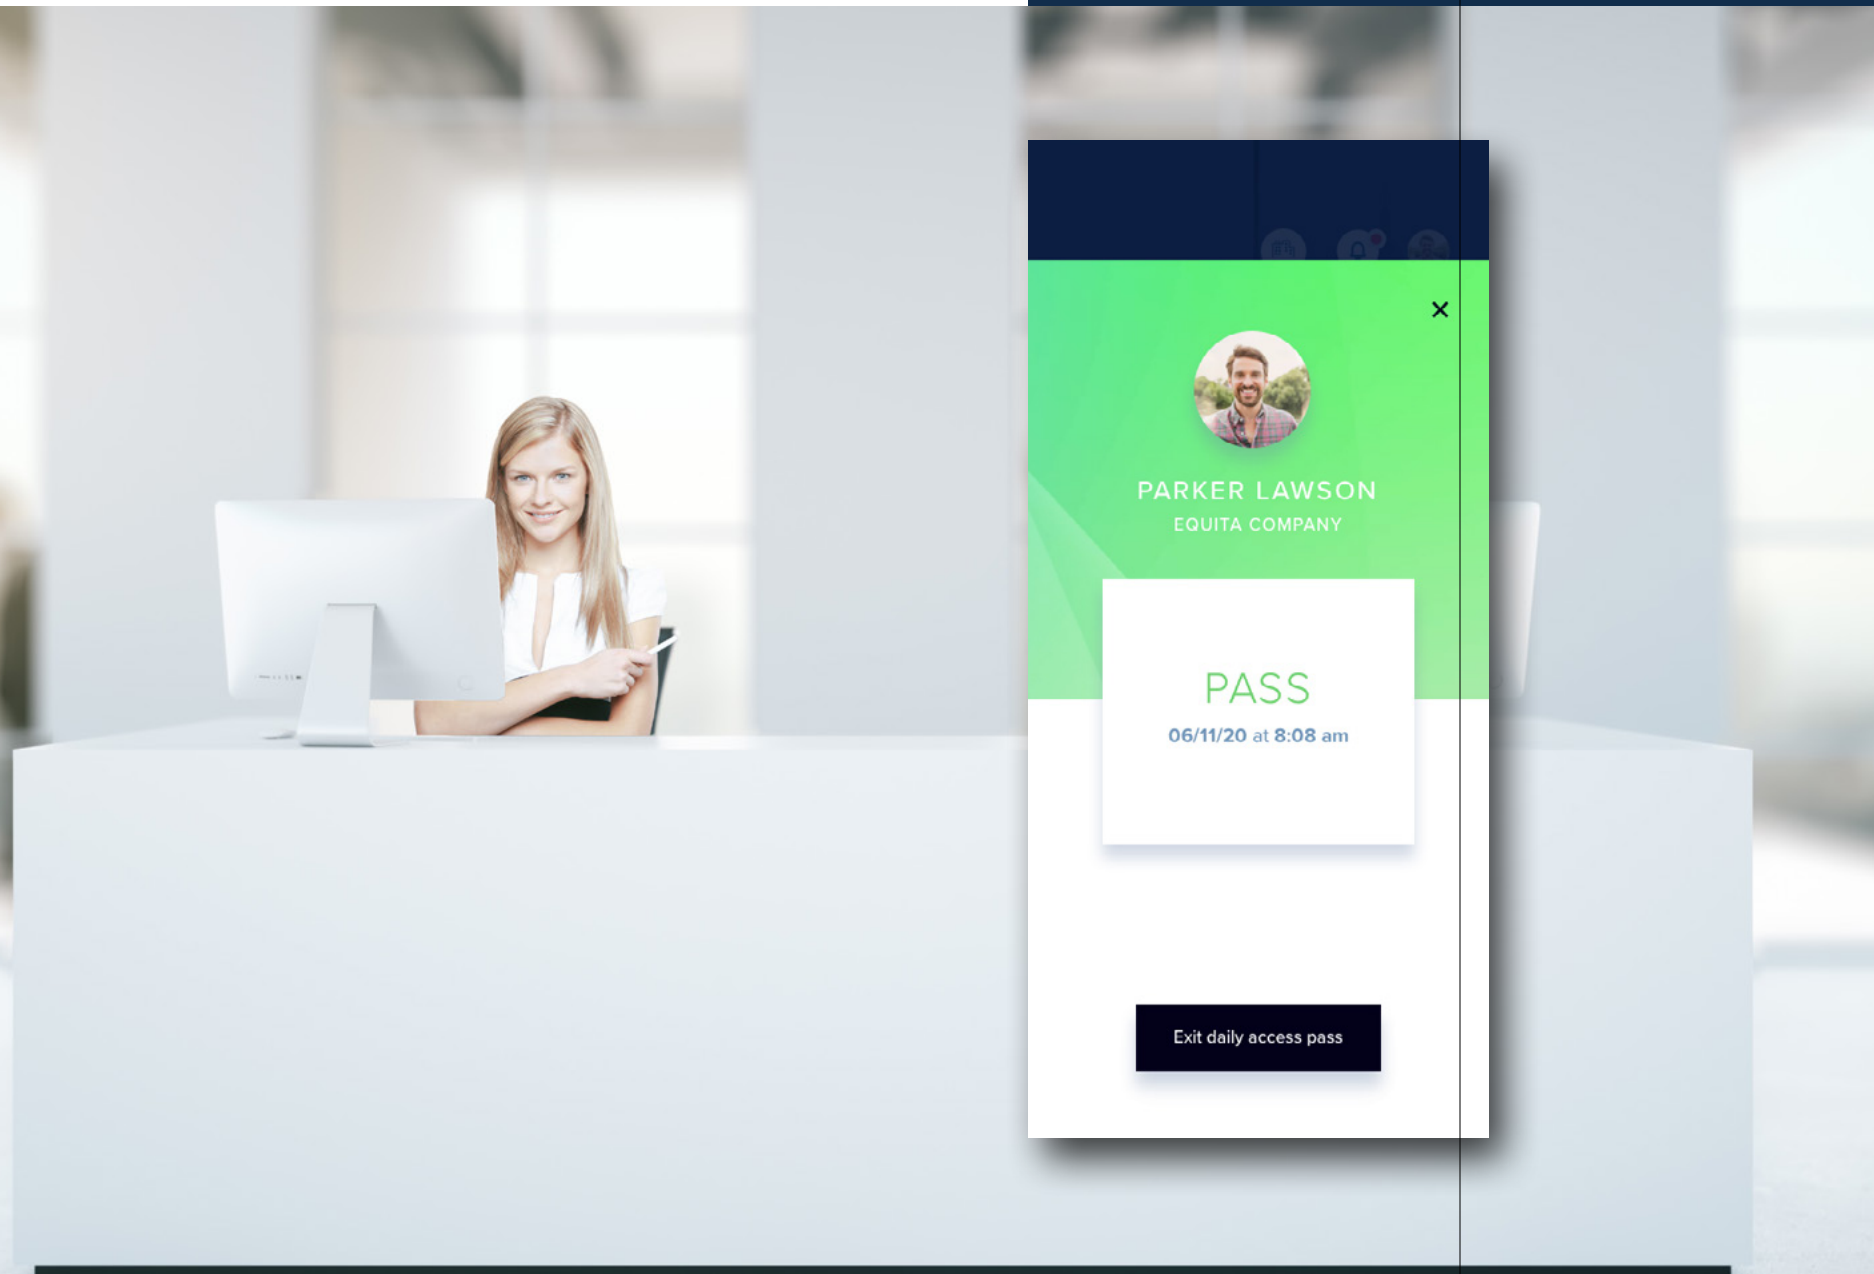 PARKER LAWSON
EQUITA COMPANY
PASS
06/11/20 at 8:08 am
Exit daily access pass